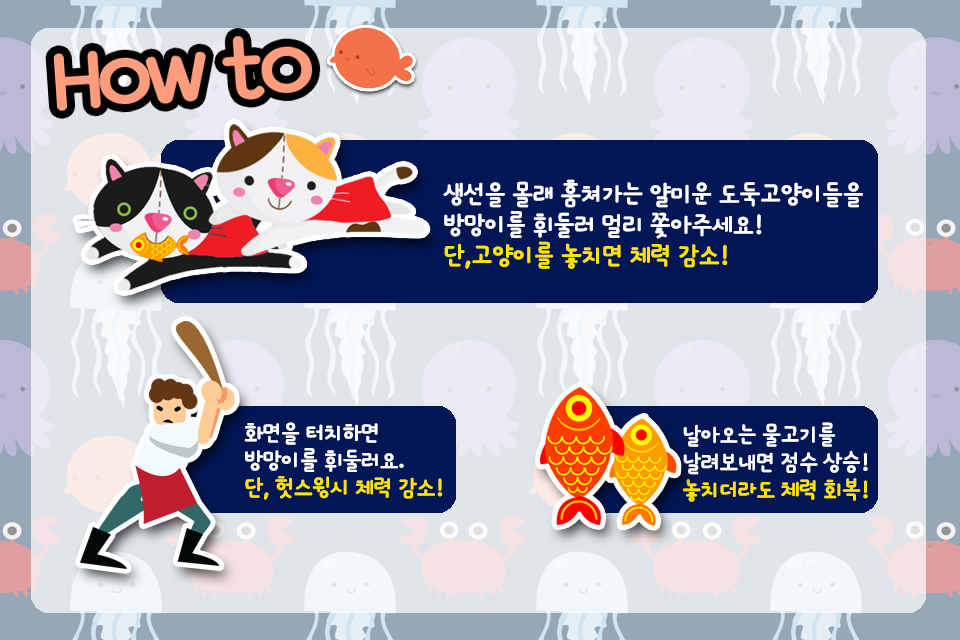 How to
생선을 몰래 훔쳐가는 얄미운 도둑고양이들을
방망이를 휘둘러 멀리 쫓아주세요!
단,고양이를 놓치면 체력 감소!
화면을 터치하면
방망이를 휘둘러요.
단, 헛스윙시 체력 감소!
날아오는 물고기를
날려보내면 점수 상승!
놓치더라도 체력 회복!